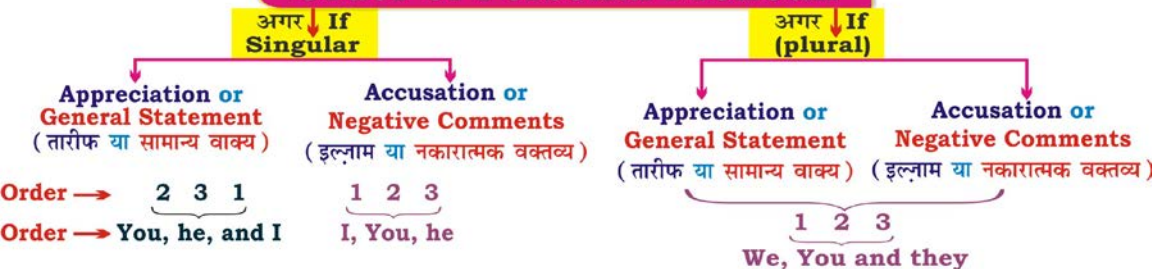 अगर If
Singular
Appreciation or
General Statement
( तारीफ या सामान्य वाक्य )
Accusation or
Negative Comments
( इल्ज़ाम या नकारात्मक वक्तव्य )
Order → 2 3 1
Order → You, he, and I
1 2 3
I, You, he
अगर If
(plural)
Appreciation or
General Statement
( तारीफ या सामान्य वाक्य )
Accusation or
Negative Comments
( इल्ज़ाम या नकारात्मक वक्तव्य )
1 2 3
We, You and they